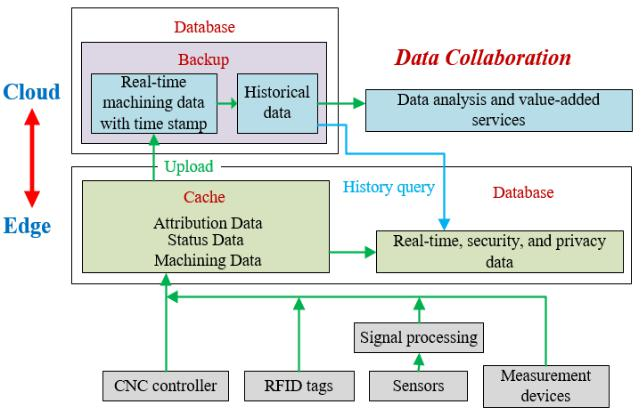 Database
Backup
Data Collaboration
Cloud
Real-time
machining data
with time stamp
Historical
data
Data analysis and value-added
services
Upload
History query
Edge
Cache
Attribution Data
Status Data
Machining Data
Database
Real-time, security, and privacy
data
Signal processing
CNC controller
RFID tags
Sensors
Measurement
devices